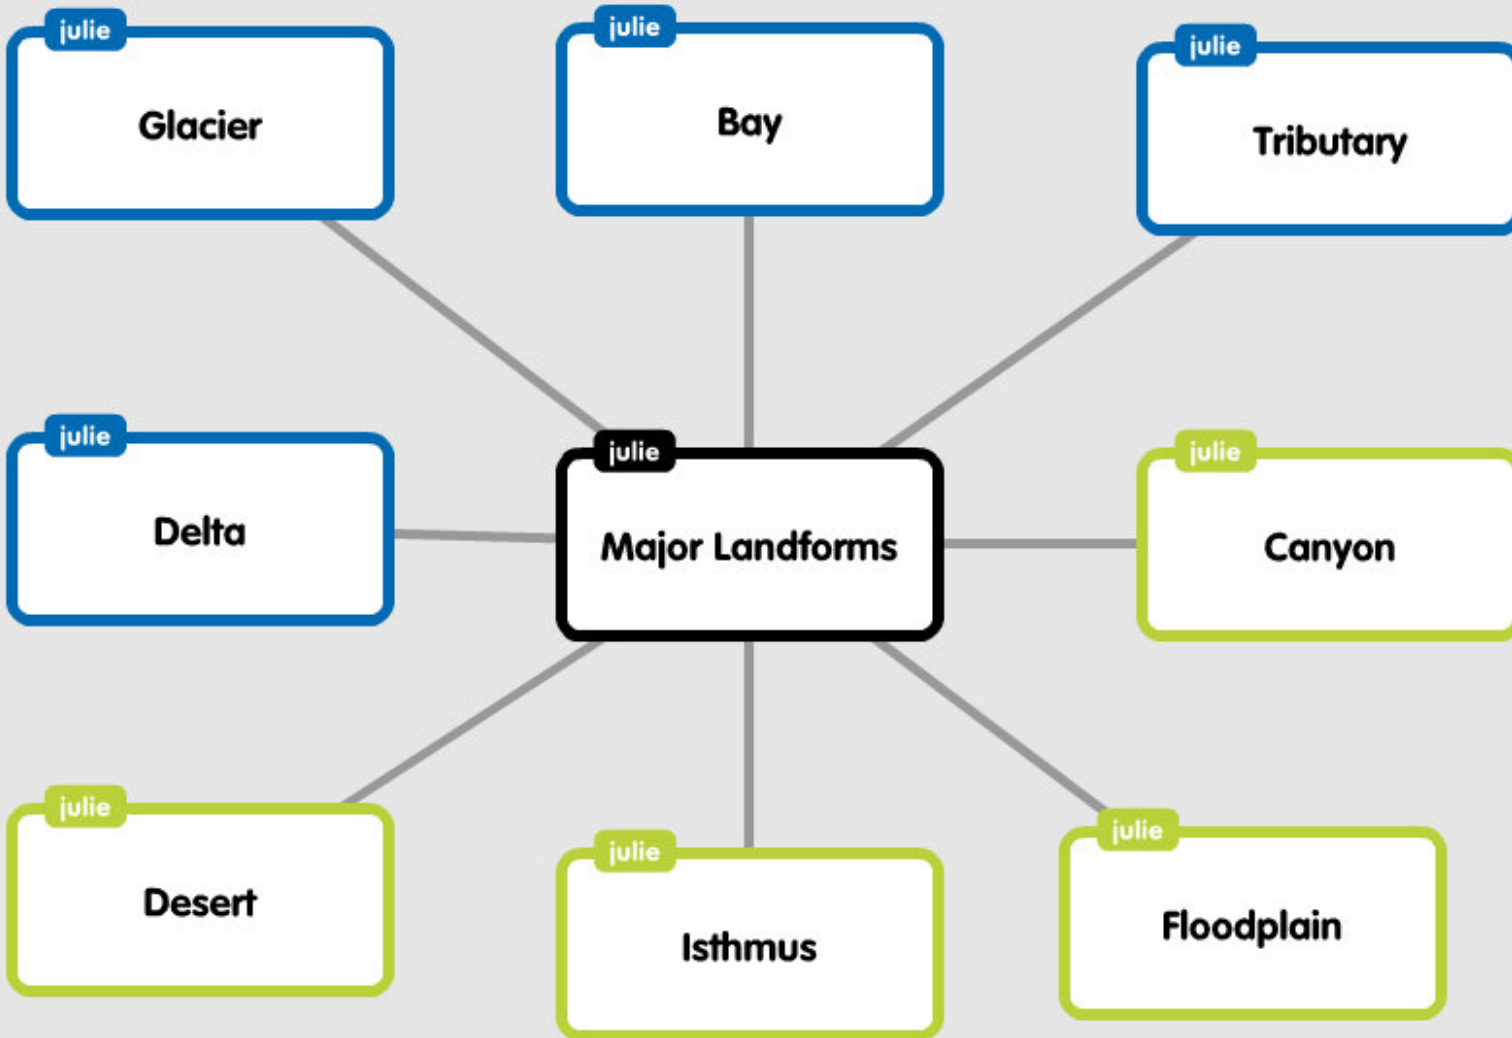 julie
Glacier
julie
Bay
julie
Tributary
julie
Delta
julie
Major Landforms
julie
Canyon
julie
Desert
julie
Isthmus
julie
Floodplain